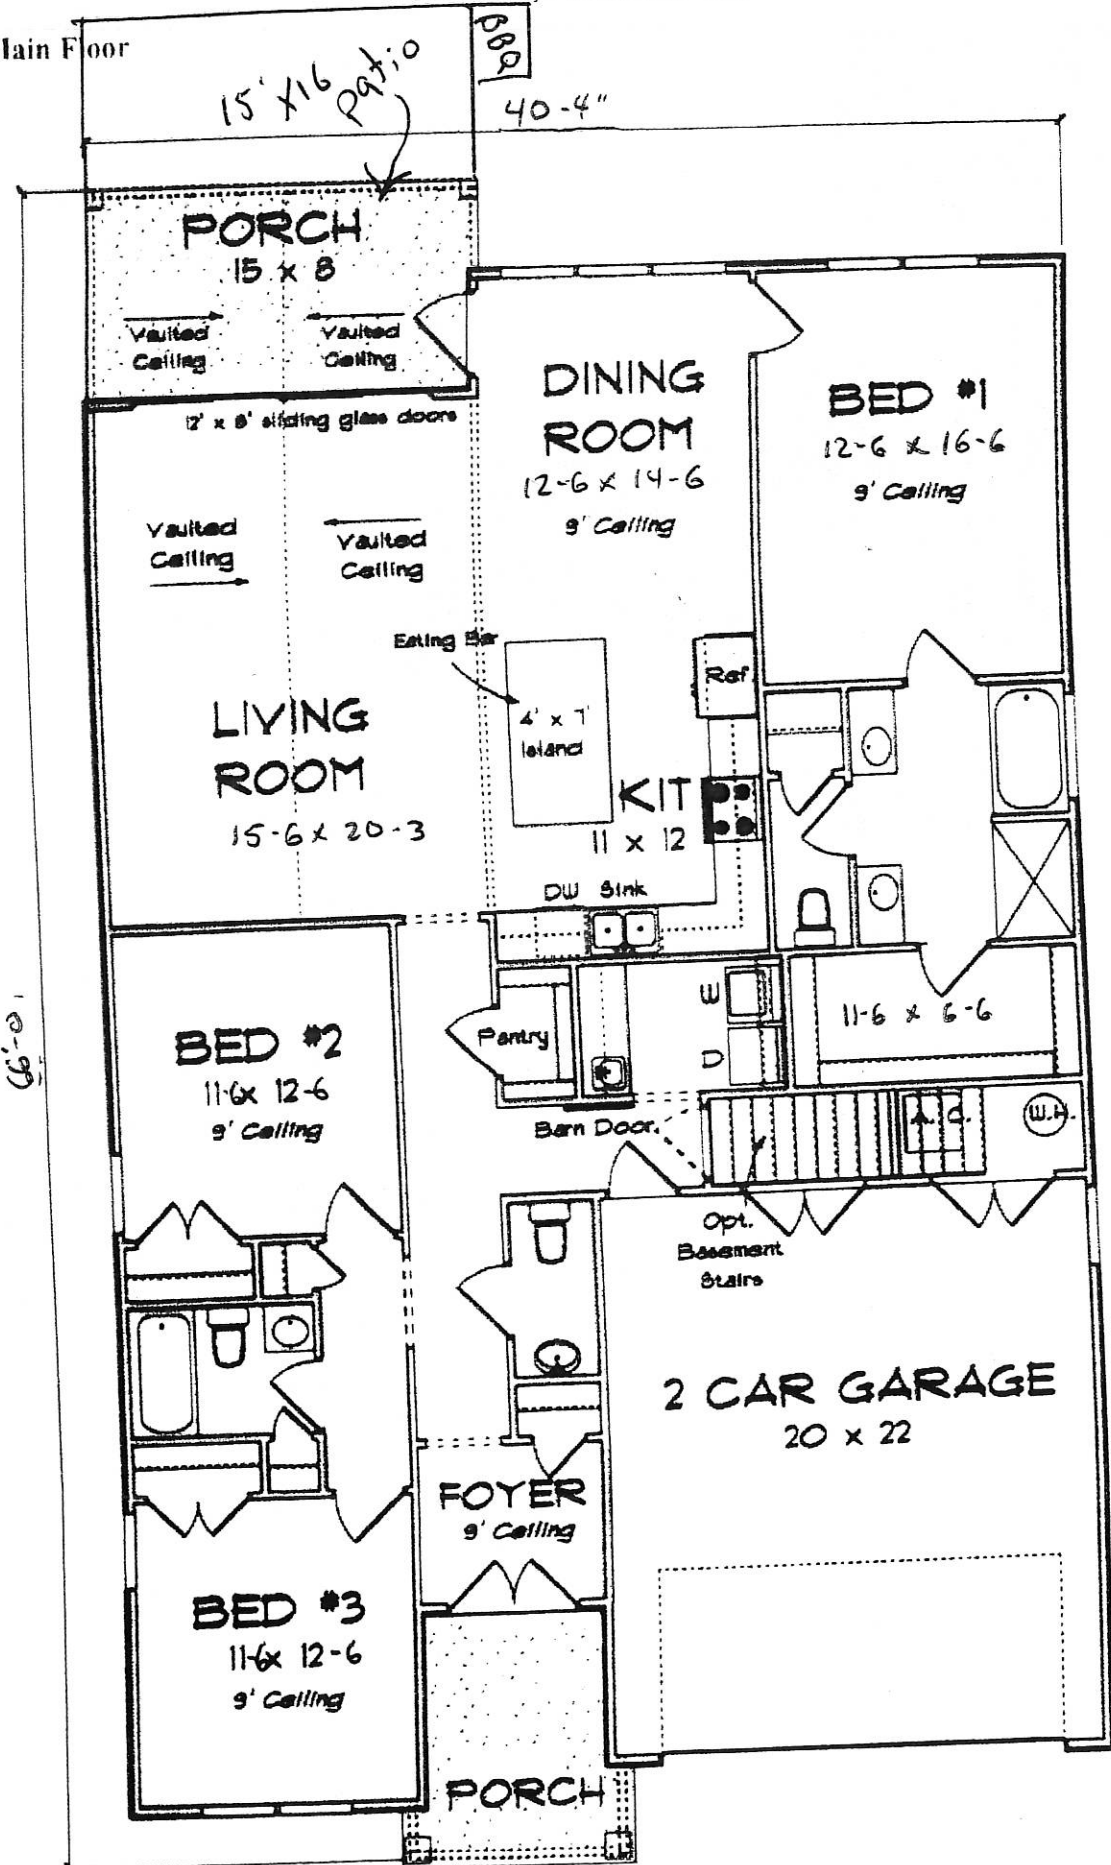 Main Floor
BBQ
15' x16
patio
40-4"
PORCH
15 x 8
Vaulted
Ceiling
Vaulted
Ceiling
12' x 8' sliding glass doors
DINING
ROOM
12-6 x 14-6
9' Ceiling
BED #1
12-6 x 16-6
9' Ceiling
Vaulted
Ceiling
Vaulted
Ceiling
Eating Bar
4' x 7'
Island
Ref
LIVING
ROOM
15-6 x 20-3
KIT
11 x 12
DW Sink
66'-0"
BED #2
11-6x 12-6
9' Ceiling
Pantry
W
D
11-6 x 6-6
Barn Door
A. C.
W.H.
Opt.
Basement
Stairs
2 CAR GARAGE
20 x 22
FOYER
9' Ceiling
BED #3
11-6x 12-6
9' Ceiling
PORCH